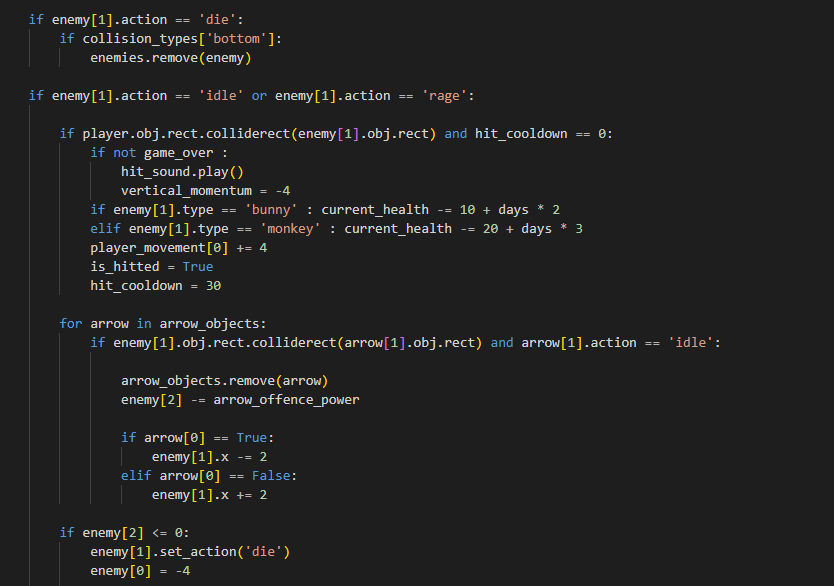 if enemy[1].action == 'die':
if collision_types['bottom']:
enemies.remove(enemy)
if enemy[1].action == 'idle' or enemy[1].action == 'rage':
if player.obj.rect.colliderect(enemy[1].obj.rect) and hit_cooldown == 0:
if not game_over :
hit_sound.play()
vertical_momentum = -4
if enemy[1].type == 'bunny' : current_health -= 10 + days * 2
elif enemy[1].type == 'monkey' : current_health -= 20 + days * 3
player_movement[0] += 4
is_hitted = True
hit_cooldown = 30
for arrow in arrow_objects:
if enemy[1].obj.rect.colliderect(arrow[1].obj.rect) and arrow[1].action == 'idle':
arrow_objects.remove(arrow)
enemy[2] -= arrow_offence_power
if arrow[0] == True:
enemy[1].x -= 2
elif arrow[0] == False:
enemy[1].x += 2
if enemy[2] <= 0:
enemy[1].set_action('die')
enemy[0] = -4